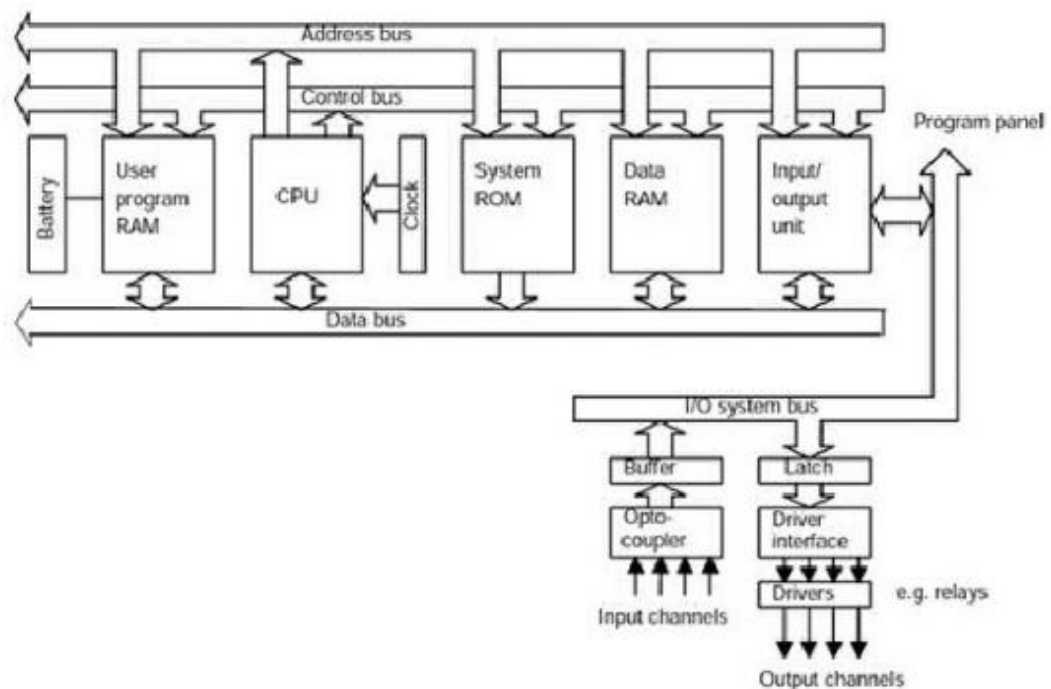 Address bus
Control bus
Program panel
Battery
User
program
RAM
CPU
Clock
System
ROM
Data
RAM
Input/
output
unit
Data bus
I/O system bus
Buffer
Latch
Opto-
coupler
Driver
interface
Input channels
Drivers
e.g. relays
Output channels